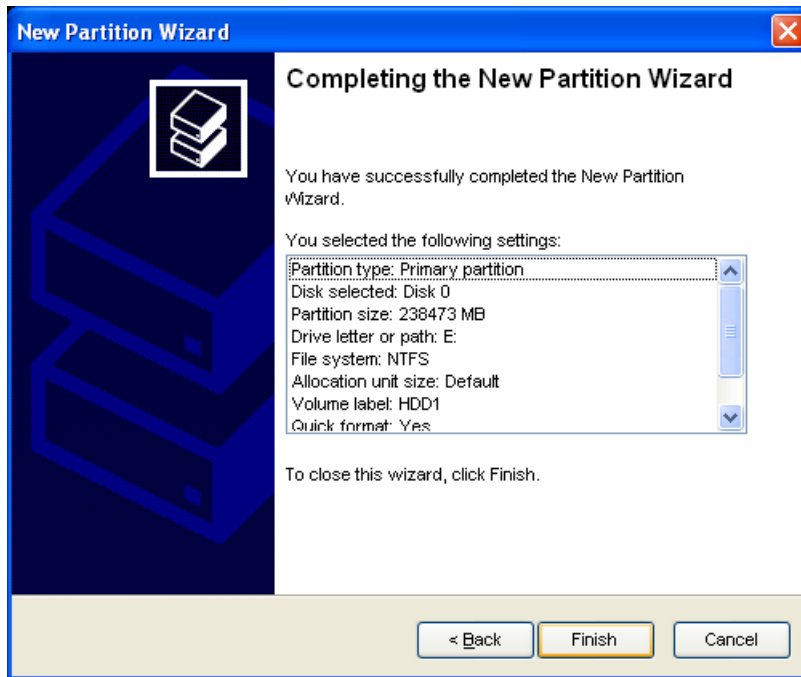 New Partition Wizard
Completing the New Partition Wizard
You have successfully completed the New Partition
Wizard.
You selected the following settings:
Partition type: Primary partition
Disk selected: Disk 0
Partition size: 238473 MB
Drive letter or path: E:
File system: NTFS
Allocation unit size: Default
Volume label: HDD1
Quick format: Yes
To close this wizard, click Finish.
< Back
Finish
Cancel